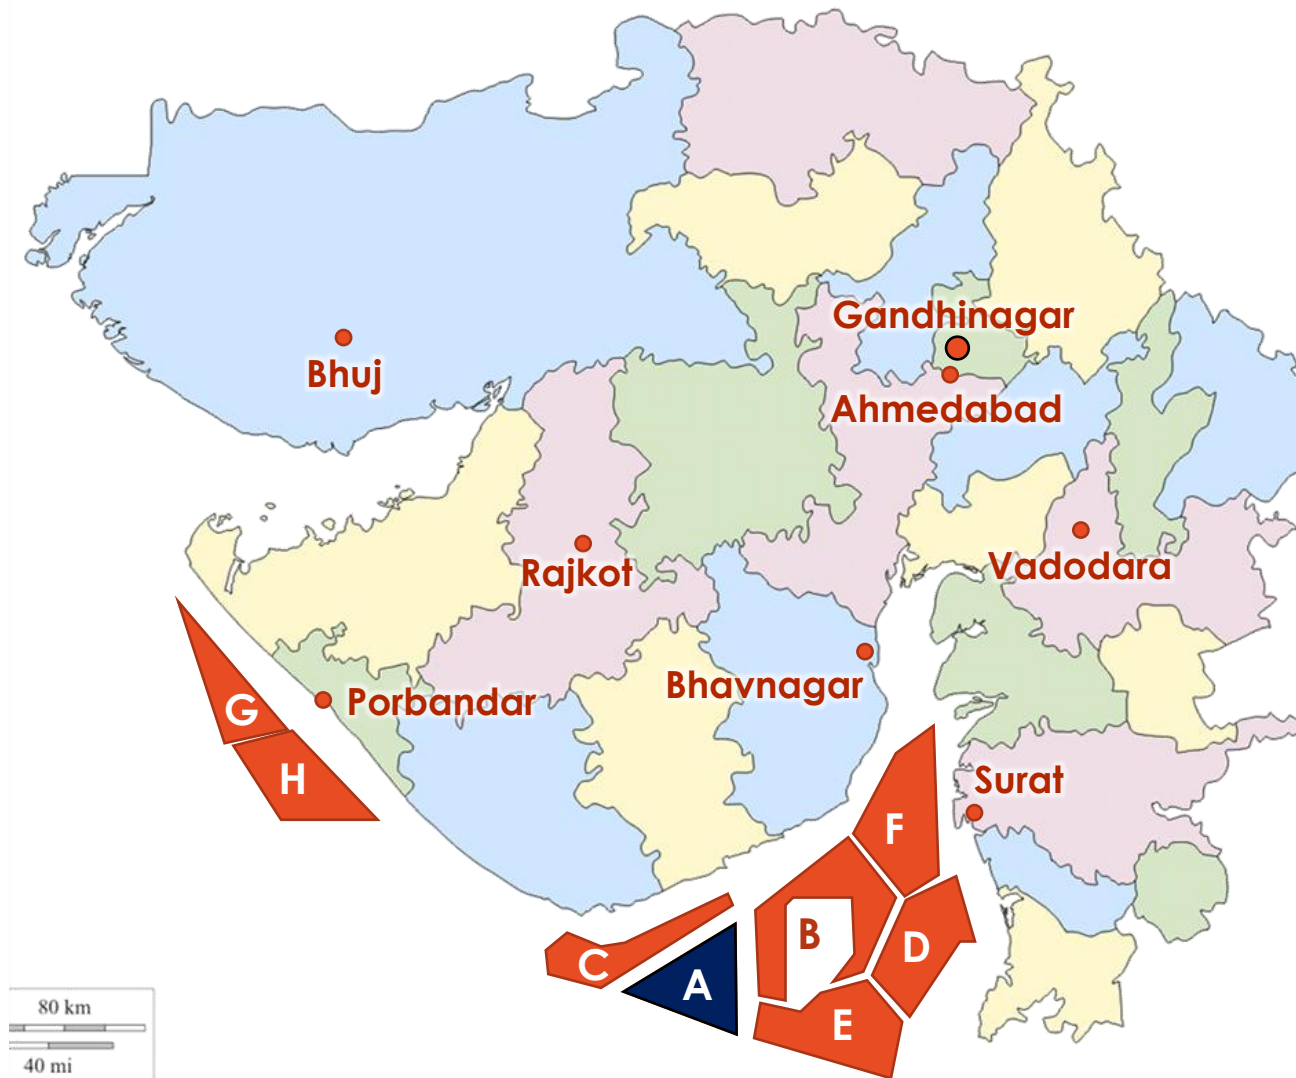 Gandhinagar
Bhuj
Ahmedabad
Rajkot
Vadodara
Bhavnagar
Porbandar
G
H
Surat
F
B
D
C
A
E
80 km
40 mi